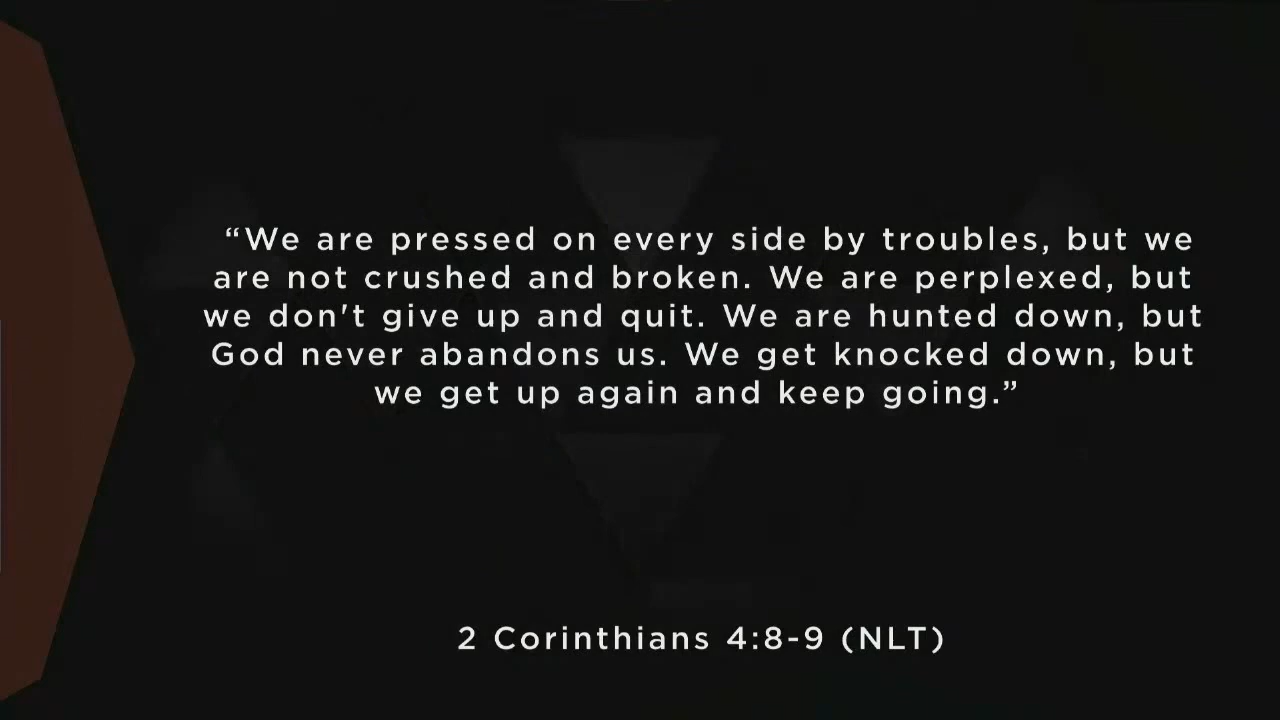 “We are pressed on every side by troubles, but we
are not crushed and broken. We are perplexed, but
we don't give up and quit. We are hunted down, but
God never abandons us. We get knocked down, but
we get up again and keep going.”
2 Corinthians 4:8-9 (NLT)